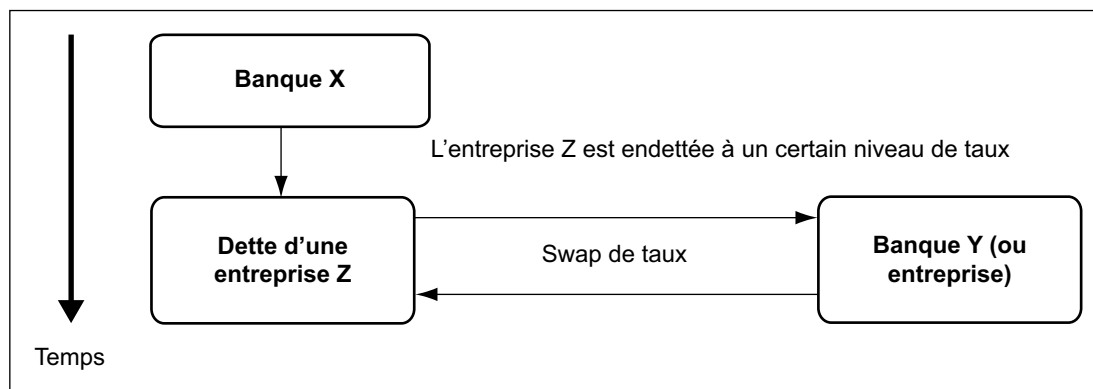 Banque X
L'entreprise Z est endettée à un certain niveau de taux
Dette d'une
entreprise Z
Swap de taux
Banque Y (ou
entreprise)
Temps